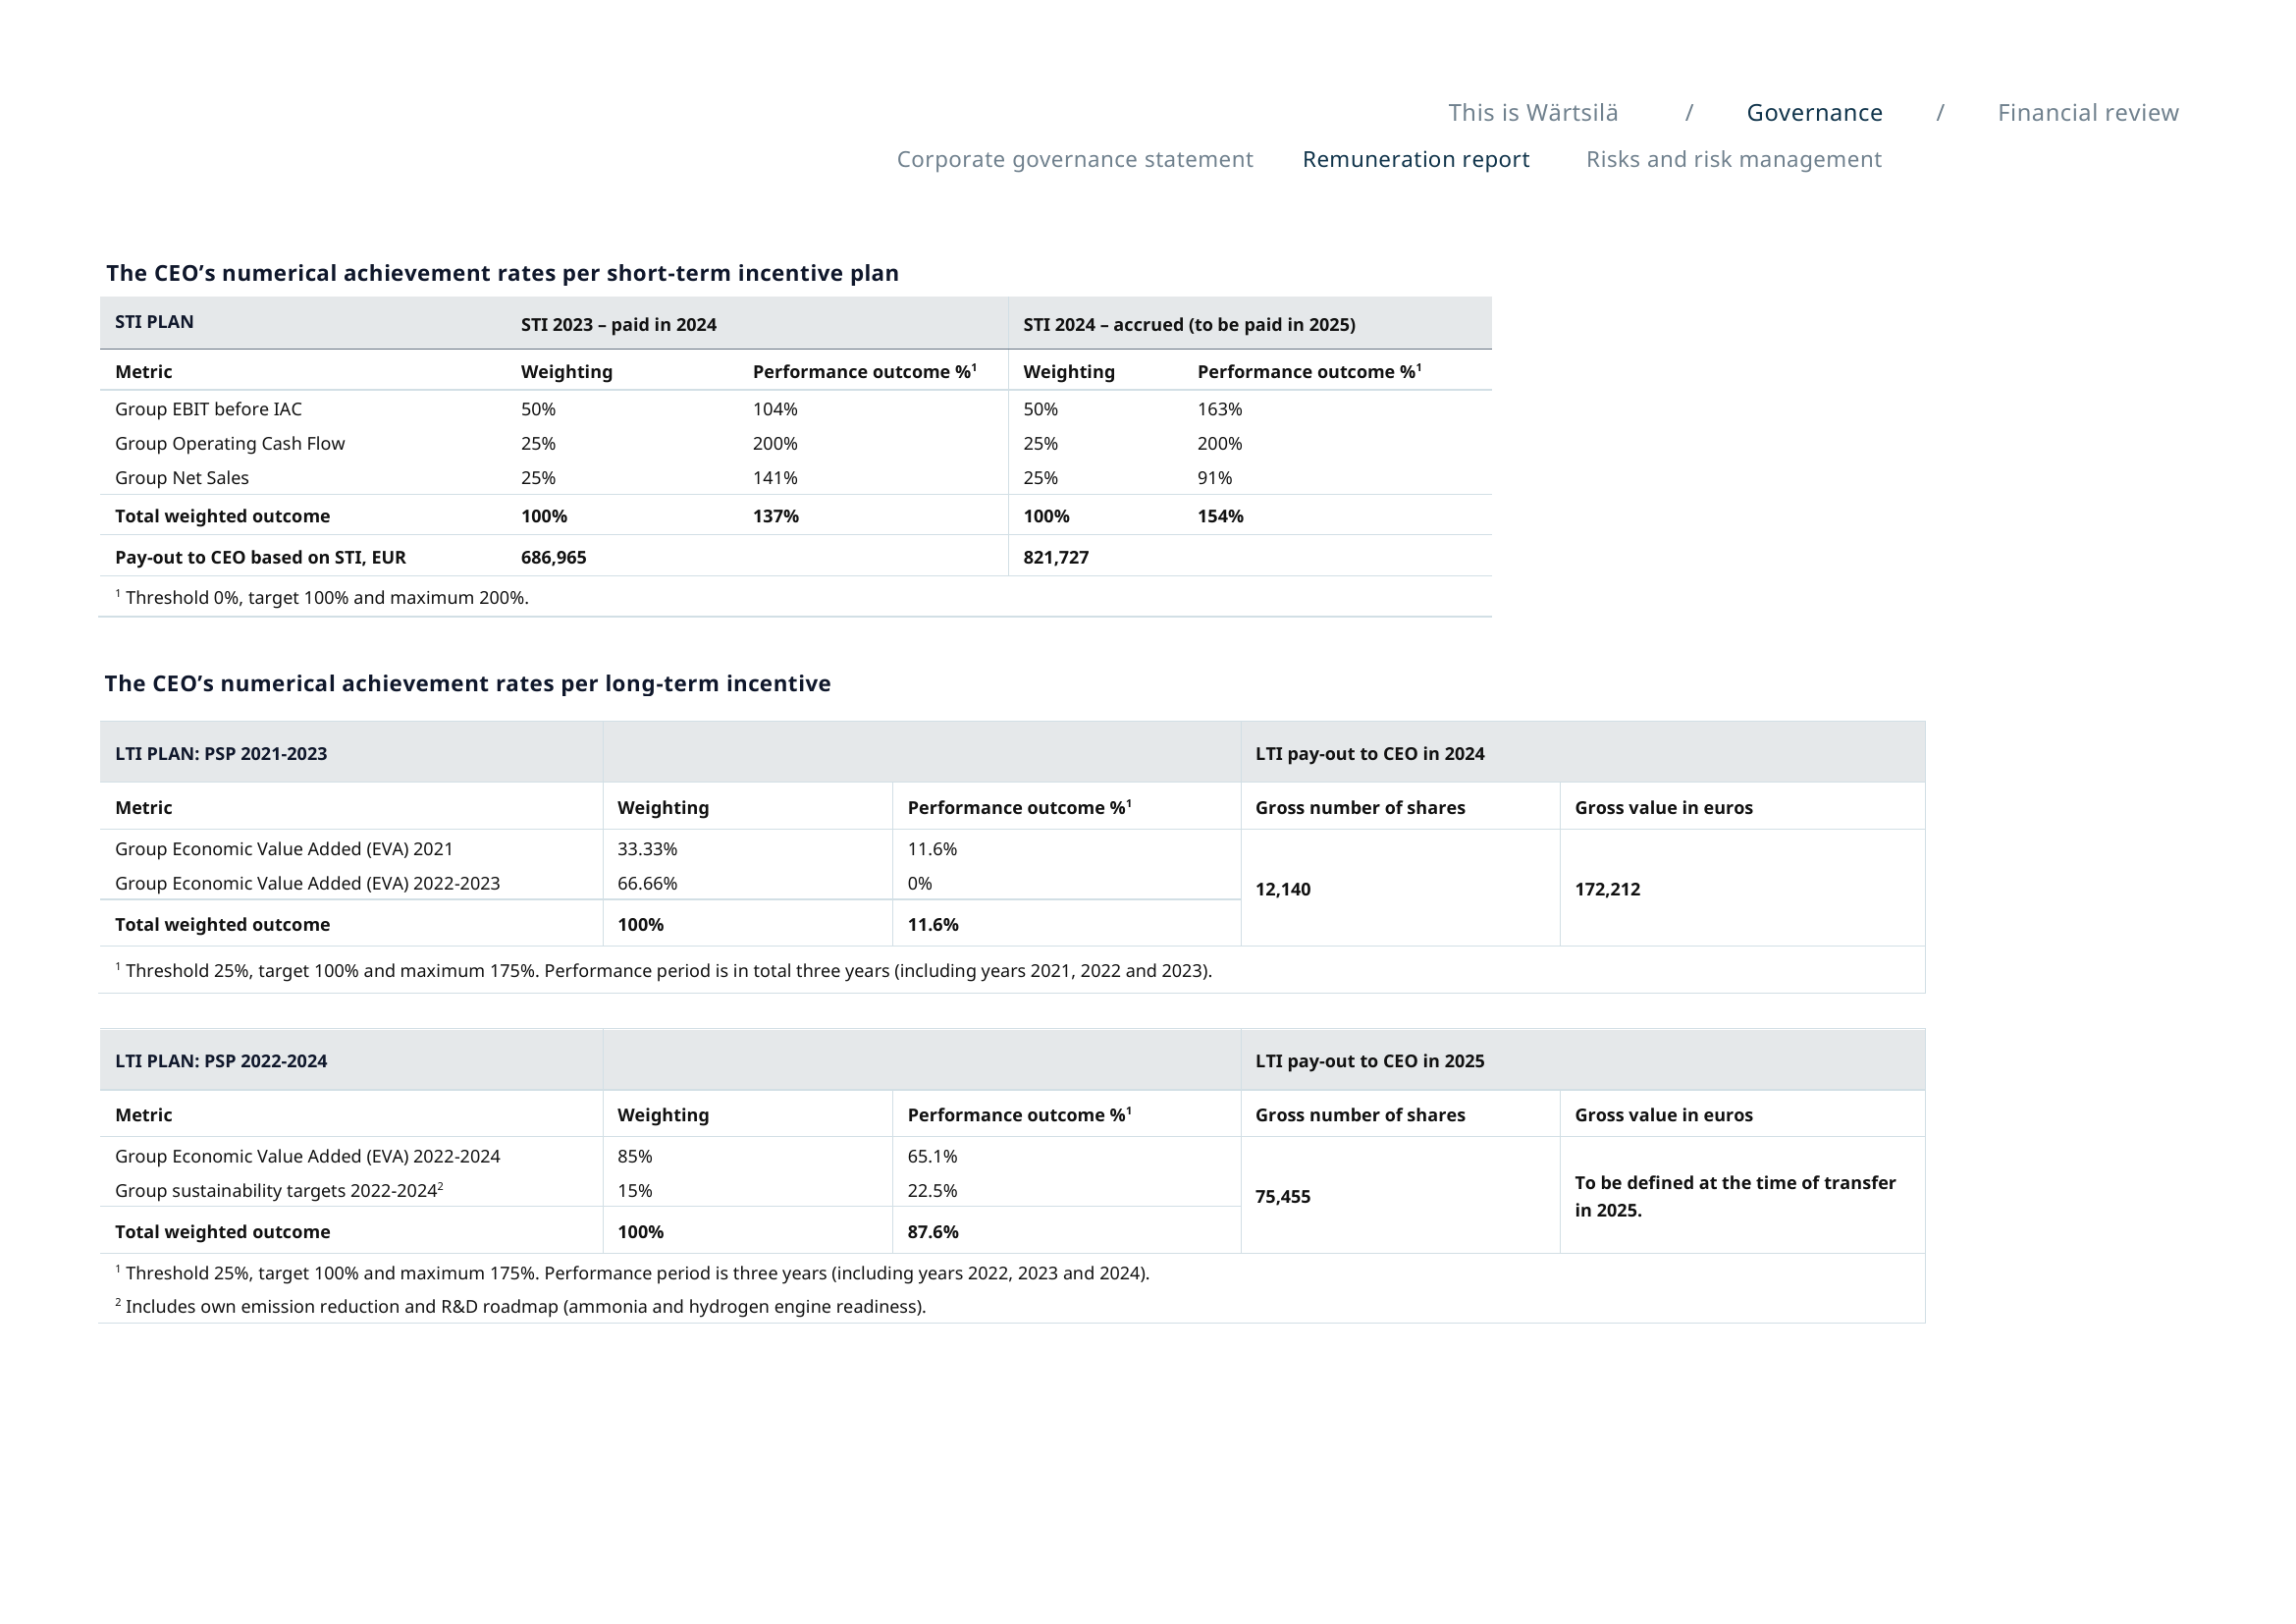 This is Wärtsilä / Governance / Financial review
Corporate governance statement Remuneration report Risks and risk management
The CEO’s numerical achievement rates per short-term incentive plan
STI PLAN STI 2023 – paid in 2024 STI 2024 – accrued (to be paid in 2025)
Metric Weighting Performance outcome %¹ Weighting Performance outcome %¹
Group EBIT before IAC 50% 104% 50% 163%
Group Operating Cash Flow 25% 200% 25% 200%
Group Net Sales 25% 141% 25% 91%
Total weighted outcome 100% 137% 100% 154%
Pay-out to CEO based on STI, EUR 686,965 821,727
¹ Threshold 0%, target 100% and maximum 200%.
The CEO’s numerical achievement rates per long-term incentive
LTI PLAN: PSP 2021-2023 LTI pay-out to CEO in 2024
Metric Weighting Performance outcome %¹ Gross number of shares Gross value in euros
Group Economic Value Added (EVA) 2021 33.33% 11.6%
Group Economic Value Added (EVA) 2022-2023 66.66% 0% 12,140 172,212
Total weighted outcome 100% 11.6%
¹ Threshold 25%, target 100% and maximum 175%. Performance period is in total three years (including years 2021, 2022 and 2023).
LTI PLAN: PSP 2022-2024 LTI pay-out to CEO in 2025
Metric Weighting Performance outcome %¹ Gross number of shares Gross value in euros
Group Economic Value Added (EVA) 2022-2024 85% 65.1%
Group sustainability targets 2022-2024² 15% 22.5% 75,455 To be defined at the time of transfer
in 2025.
Total weighted outcome 100% 87.6%
¹ Threshold 25%, target 100% and maximum 175%. Performance period is three years (including years 2022, 2023 and 2024).
² Includes own emission reduction and R&D roadmap (ammonia and hydrogen engine readiness).